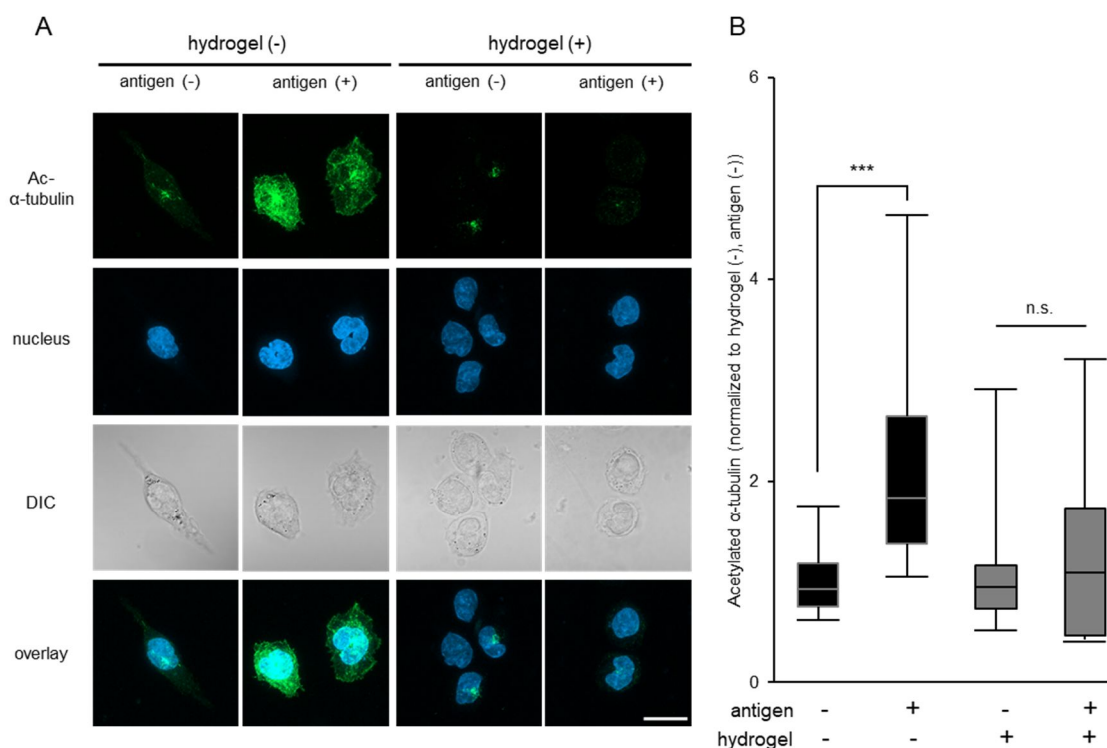 A
hydrogel (-)
hydrogel (+)
antigen (-)
antigen (+)
antigen (-)
antigen (+)
Ac-
α-tubulin
nucleus
DIC
overlay
B
Acetylated α-tubulin (normalized to hydrogel (-), antigen (-))
6
4
2
0
***
n.s.
antigen - + - +
hydrogel - - + +